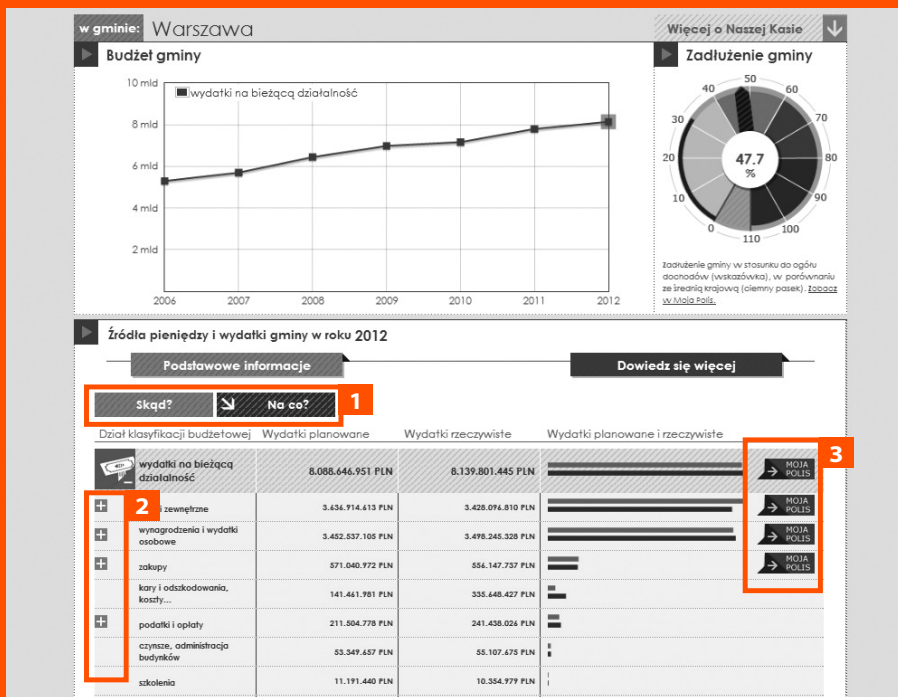 w gminie: Warszawa
Więcej o Naszej Kasie
Budżet gminy
10 mld
wydatki na bieżącą działalność
8 mld
6 mld
4 mld
2 mld
2006 2007 2008 2009 2010 2011 2012
Zadłużenie gminy
0 10 20 30 40 50 60 70 80 90 100 110
47.7
%
Zadłużenie gminy w stosunku do ogółu
dochodów (wskazówka), w porównaniu
ze średnią krajową (ciemny pasek). Zobacz
w Moja Polis.
Źródła pieniędzy i wydatki gminy w roku 2012
Podstawowe informacje
Dowiedz się więcej
Skąd? Na co? 1
Dział klasyfikacji budżetowej Wydatki planowane Wydatki rzeczywiste Wydatki planowane i rzeczywiste
3
wydatki na bieżącą
działalność
8.088.646.951 PLN 8.139.801.445 PLN
MOJA
POLIS
2
i zewnętrzne 3.636.914.613 PLN 3.428.096.810 PLN
MOJA
POLIS
wynagrodzenia i wydatki
osobowe
3.452.537.105 PLN 3.498.245.328 PLN
MOJA
POLIS
zakupy 571.040.972 PLN 556.147.737 PLN
MOJA
POLIS
kary i odszkodowania,
koszty...
141.461.981 PLN 335.648.427 PLN
podatki i opłaty 211.504.778 PLN 241.438.026 PLN
czynsze, administracja
budynków
53.349.657 PLN 55.107.675 PLN
szkolenia 11.191.440 PLN 10.354.979 PLN